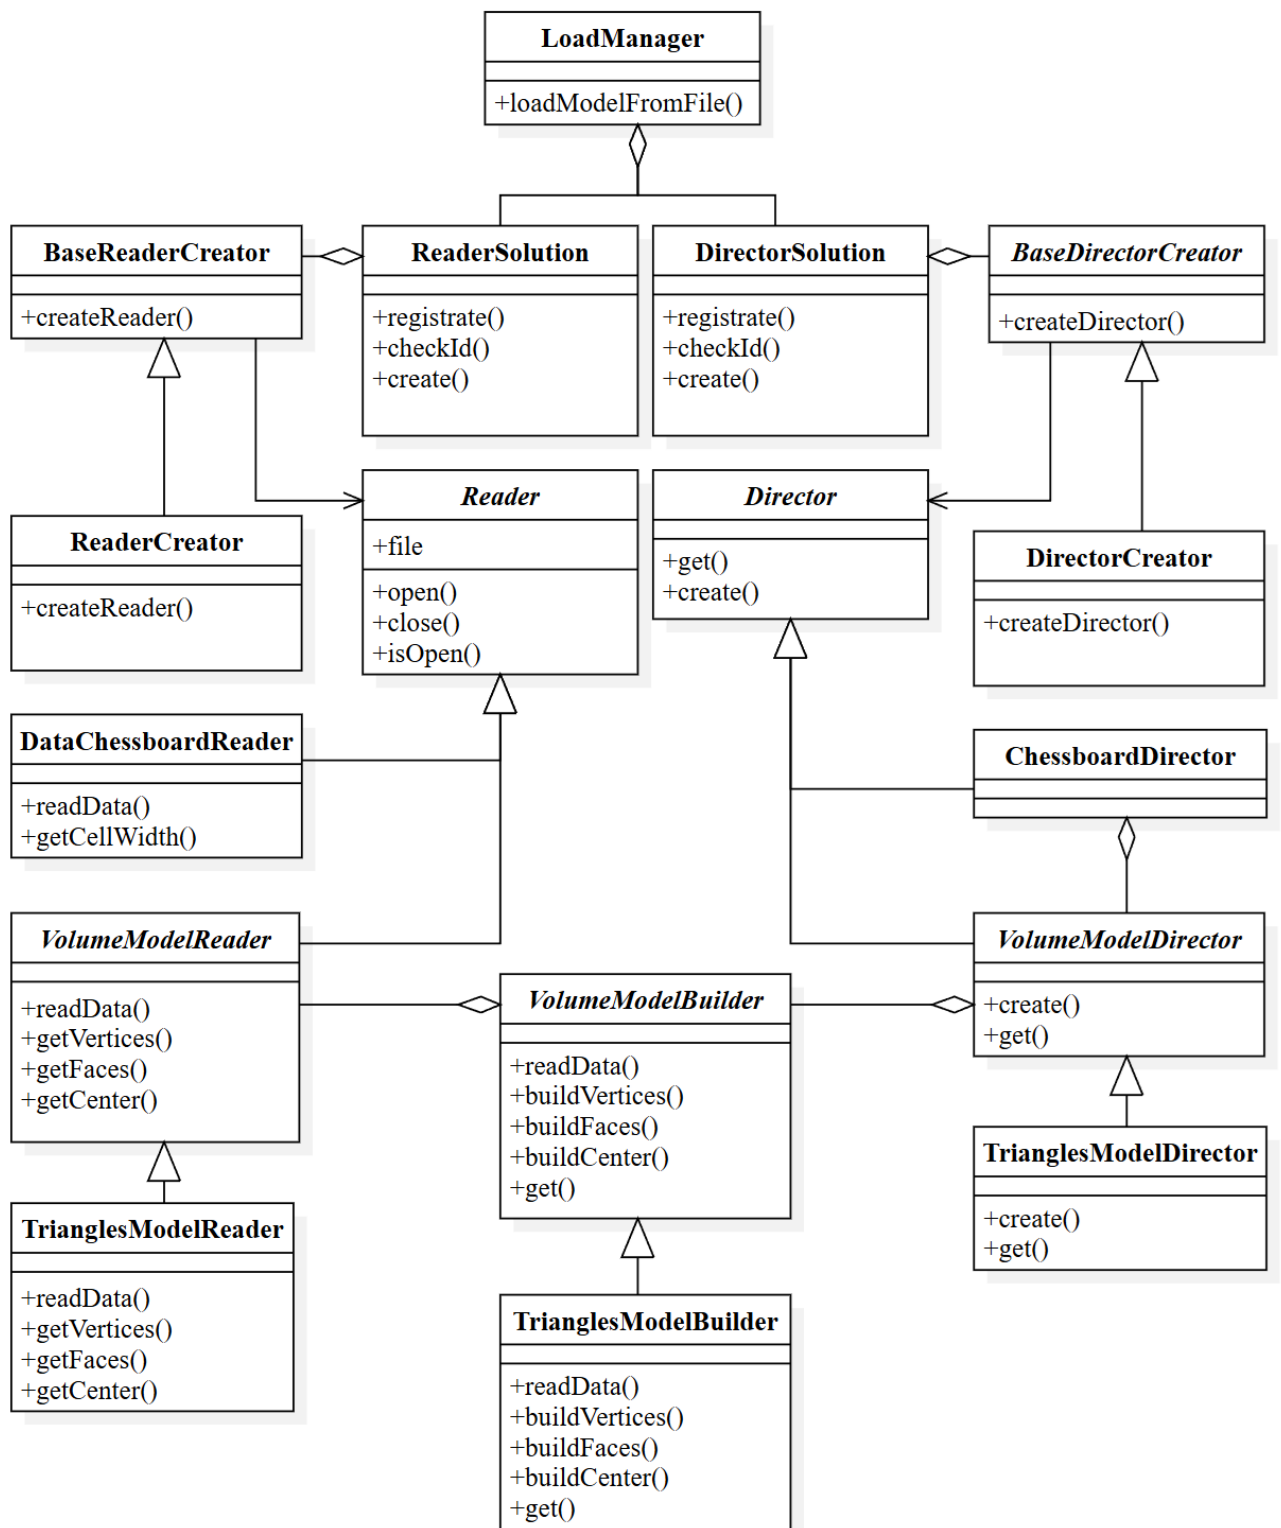 LoadManager
+loadModelFromFile()
BaseReaderCreator
+createReader()
ReaderSolution
+registrate()
+checkId()
+create()
DirectorSolution
+registrate()
+checkId()
+create()
BaseDirectorCreator
+createDirector()
Reader
+file
+open()
+close()
+isOpen()
Director
+get()
+create()
ReaderCreator
+createReader()
DirectorCreator
+createDirector()
DataChessboardReader
+readData()
+getCellWidth()
ChessboardDirector
VolumeModelReader
+readData()
+getVertices()
+getFaces()
+getCenter()
VolumeModelBuilder
+readData()
+buildVertices()
+buildFaces()
+buildCenter()
+get()
VolumeModelDirector
+create()
+get()
TrianglesModelReader
+readData()
+getVertices()
+getFaces()
+getCenter()
TrianglesModelDirector
+create()
+get()
TrianglesModelBuilder
+readData()
+buildVertices()
+buildFaces()
+buildCenter()
+get()